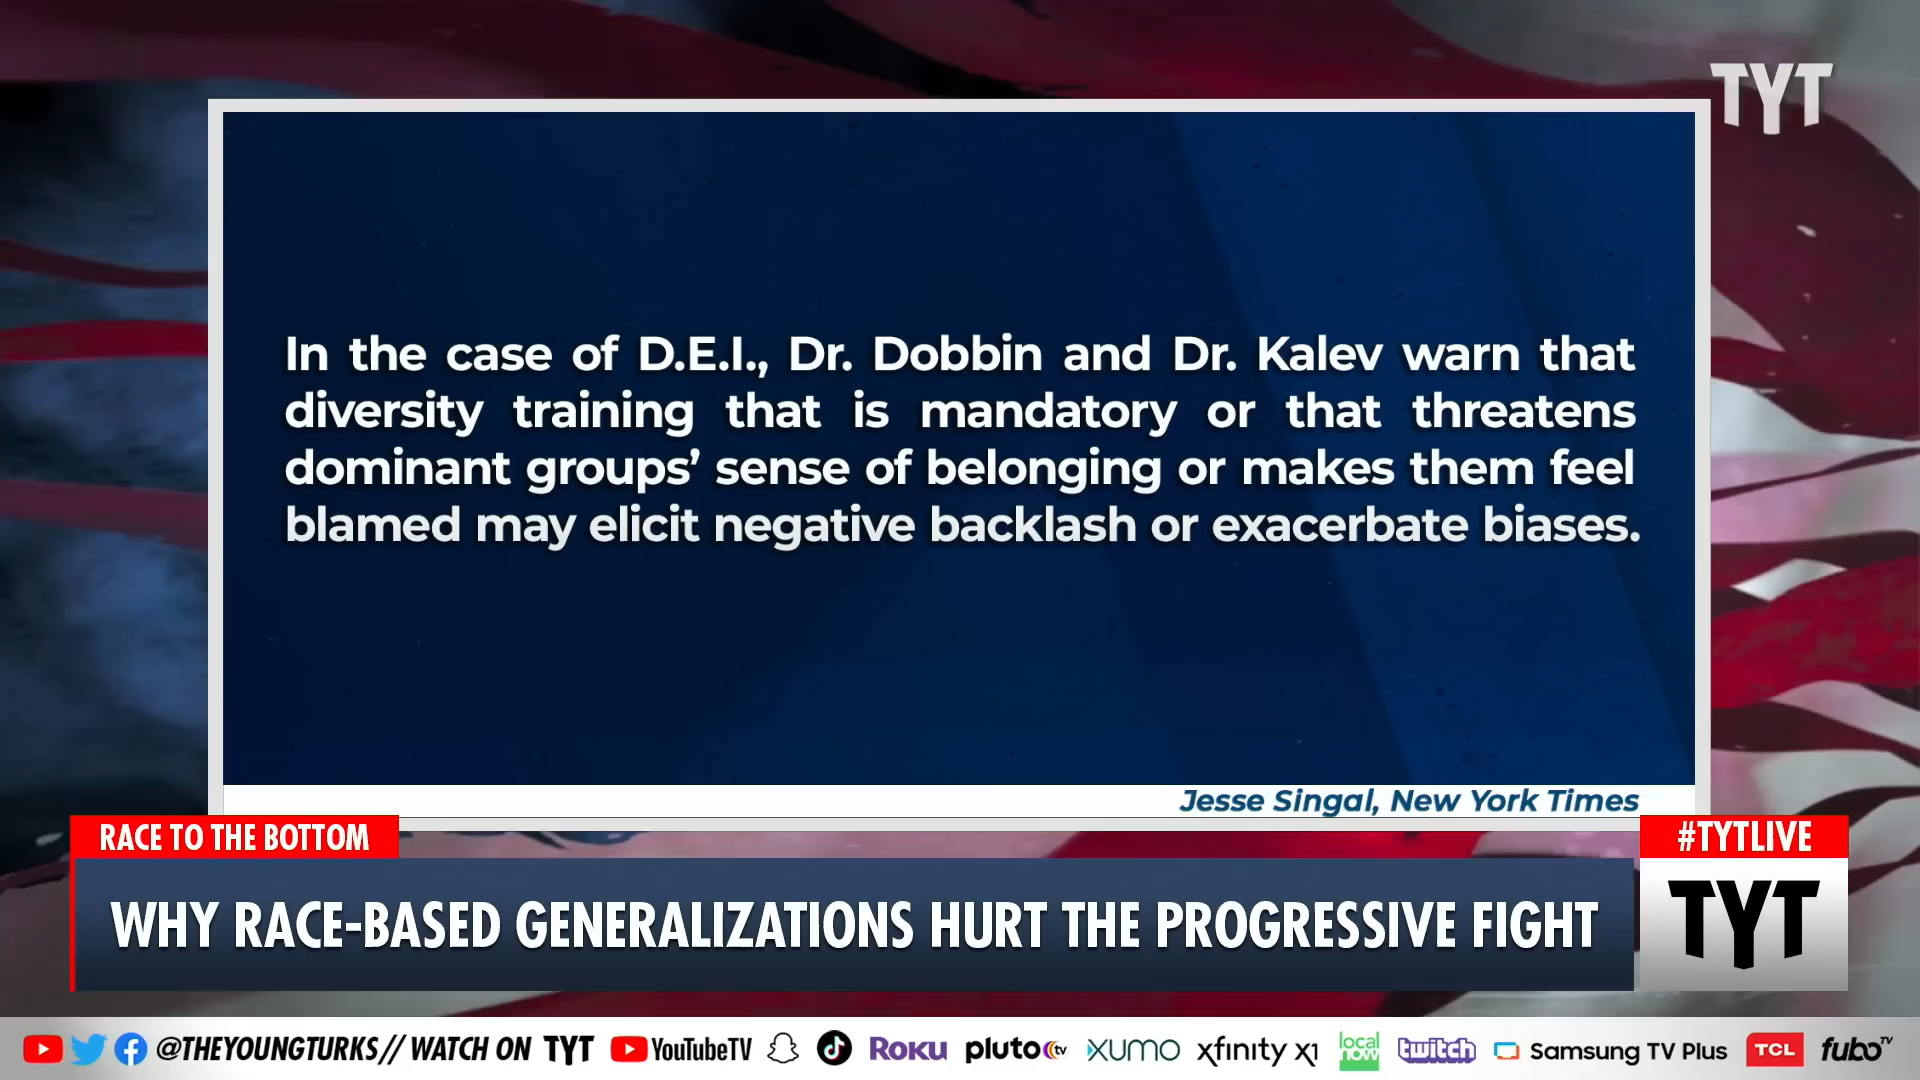 TYT
In the case of D.E.I., Dr. Dobbin and Dr. Kalev warn that
diversity training that is mandatory or that threatens
dominant groups’ sense of belonging or makes them feel
blamed may elicit negative backlash or exacerbate biases.
Jesse Singal, New York Times
RACE TO THE BOTTOM
#TYTLIVE
WHY RACE-BASED GENERALIZATIONS HURT THE PROGRESSIVE FIGHT
TYT
@THEYOUNGTURKS// WATCH ON TYT YouTubeTV ROKU pluto tv XUMO xfinity x1 local now twitch Samsung TV Plus TCL fubo TV